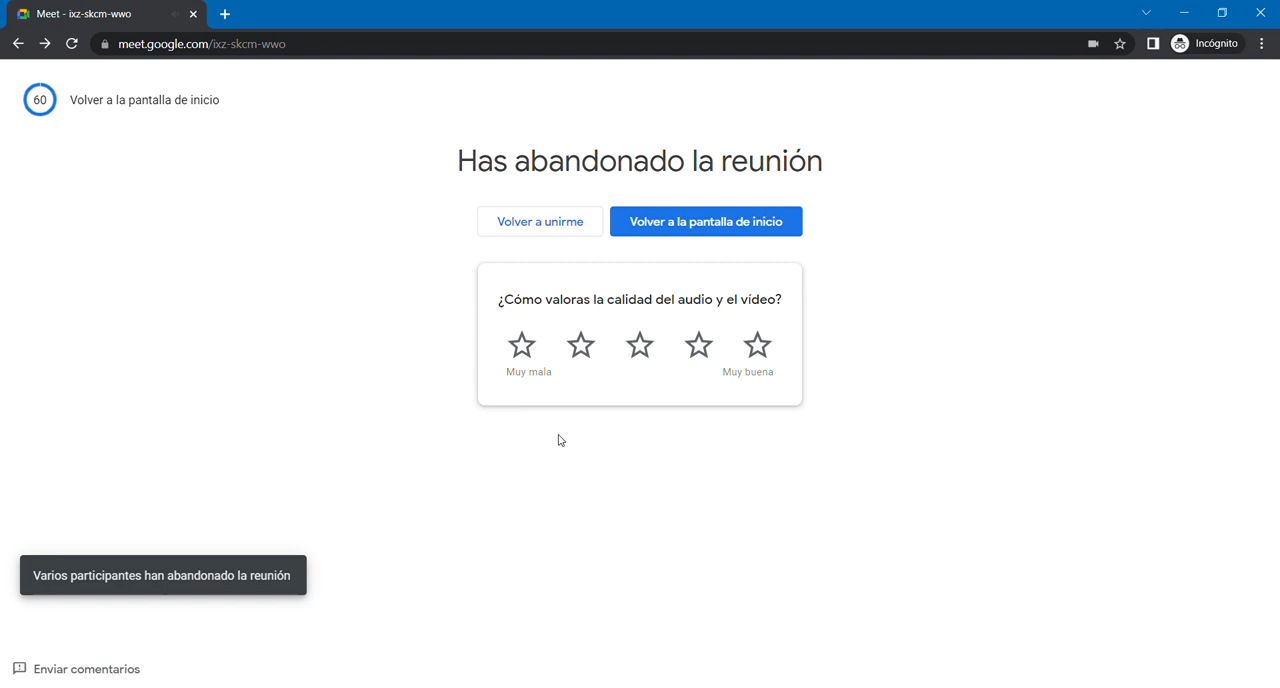 Meet - ixz-skcm-wwo
meet.google.com/ixz-skcm-wwo
Incógnito
60
Volver a la pantalla de inicio
Has abandonado la reunión
Volver a unirme
Volver a la pantalla de inicio
¿Cómo valoras la calidad del audio y el vídeo?
Muy mala
Muy buena
Varios participantes han abandonado la reunión
Enviar comentarios